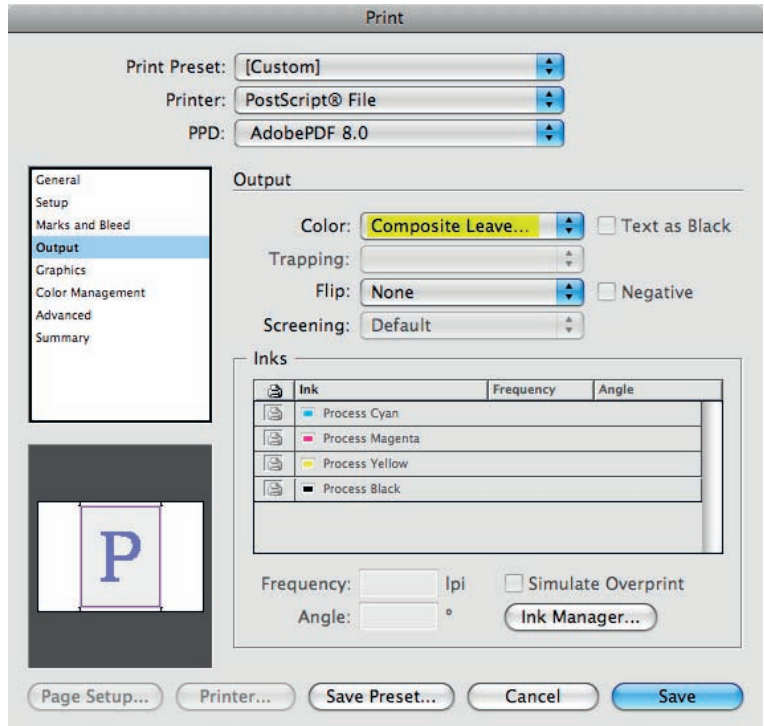 Print
Print Preset: [Custom]
Printer: PostScript® File
PPD: AdobePDF 8.0
General
Setup
Marks and Bleed
Output
Graphics
Color Management
Advanced
Summary
Output
Color: Composite Leave... Text as Black
Trapping:
Flip: None Negative
Screening: Default
Inks
Ink Frequency Angle
Process Cyan
Process Magenta
Process Yellow
Process Black
Frequency: lpi Simulate Overprint
Angle: ° Ink Manager...
P
Page Setup... Printer... Save Preset... Cancel Save